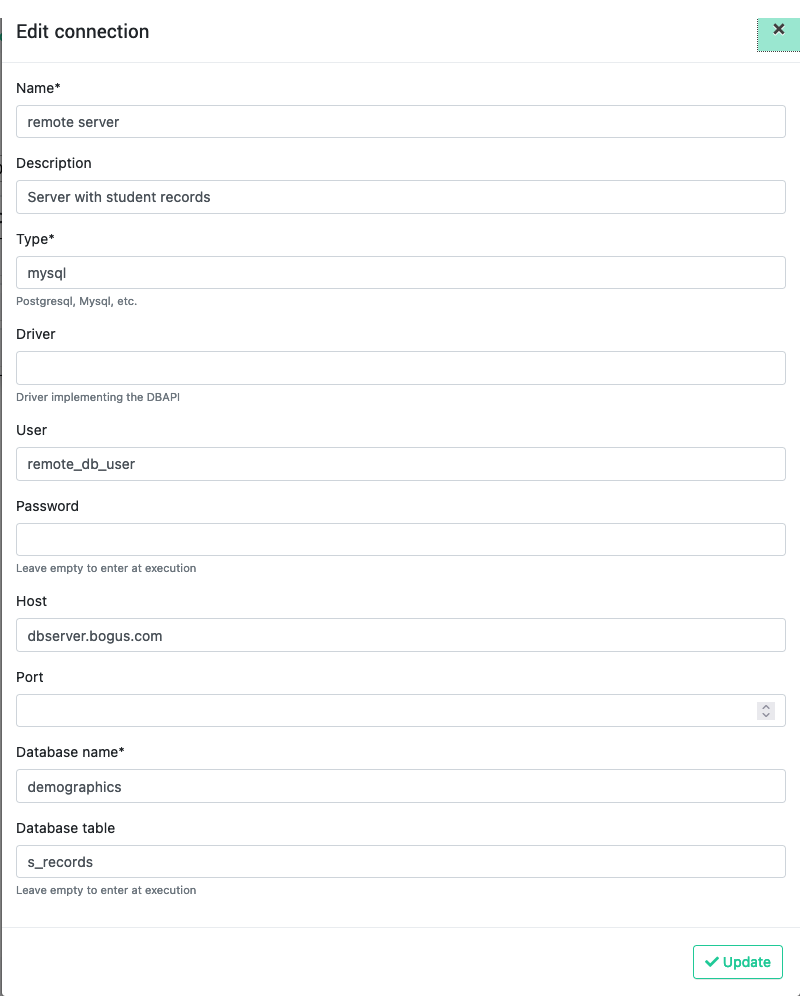 Edit connection
×
Name*
remote server
Description
Server with student records
Type*
mysql
Postgresql, Mysql, etc.
Driver
Driver implementing the DBAPI
User
remote_db_user
Password
Leave empty to enter at execution
Host
dbserver.bogus.com
Port
Database name*
demographics
Database table
s_records
Leave empty to enter at execution
Update